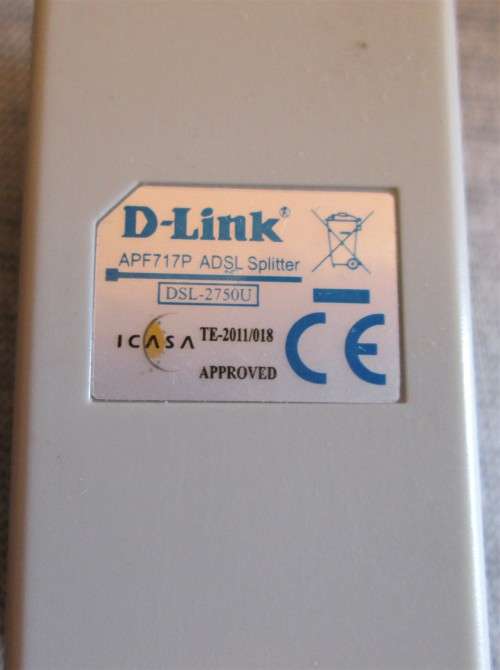 D-Link®
APF717P ADSL Splitter
DSL-2750U
ICASA TE-2011/018
APPROVED
CE